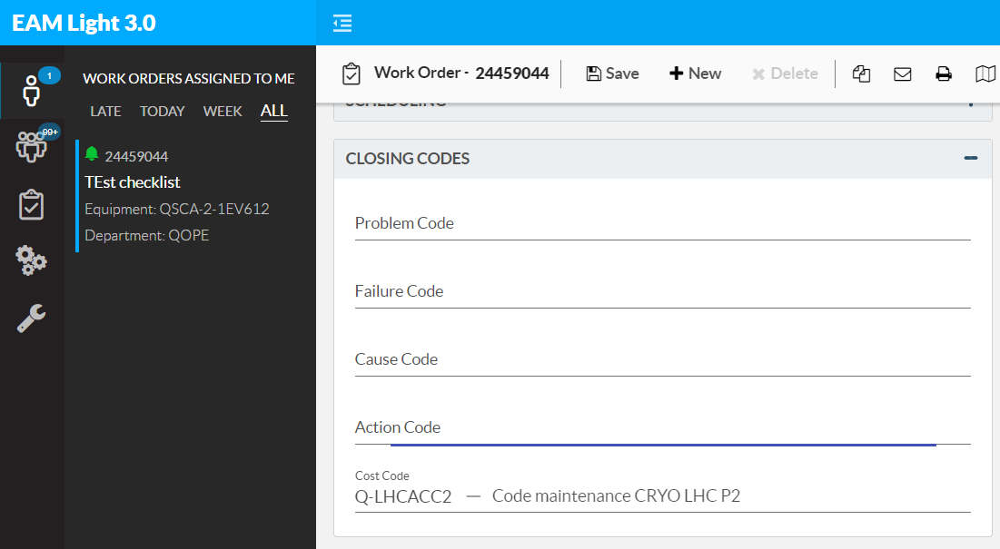 EAM Light 3.0
1
99+
WORK ORDERS ASSIGNED TO ME
LATE TODAY WEEK ALL
24459044
TEst checklist
Equipment: QSCA-2-1EV612
Department: QOPE
Work Order - 24459044 Save New Delete
SCHEDULING
CLOSING CODES
Problem Code
Failure Code
Cause Code
Action Code
Cost Code
Q-LHCACC2 — Code maintenance CRYO LHC P2